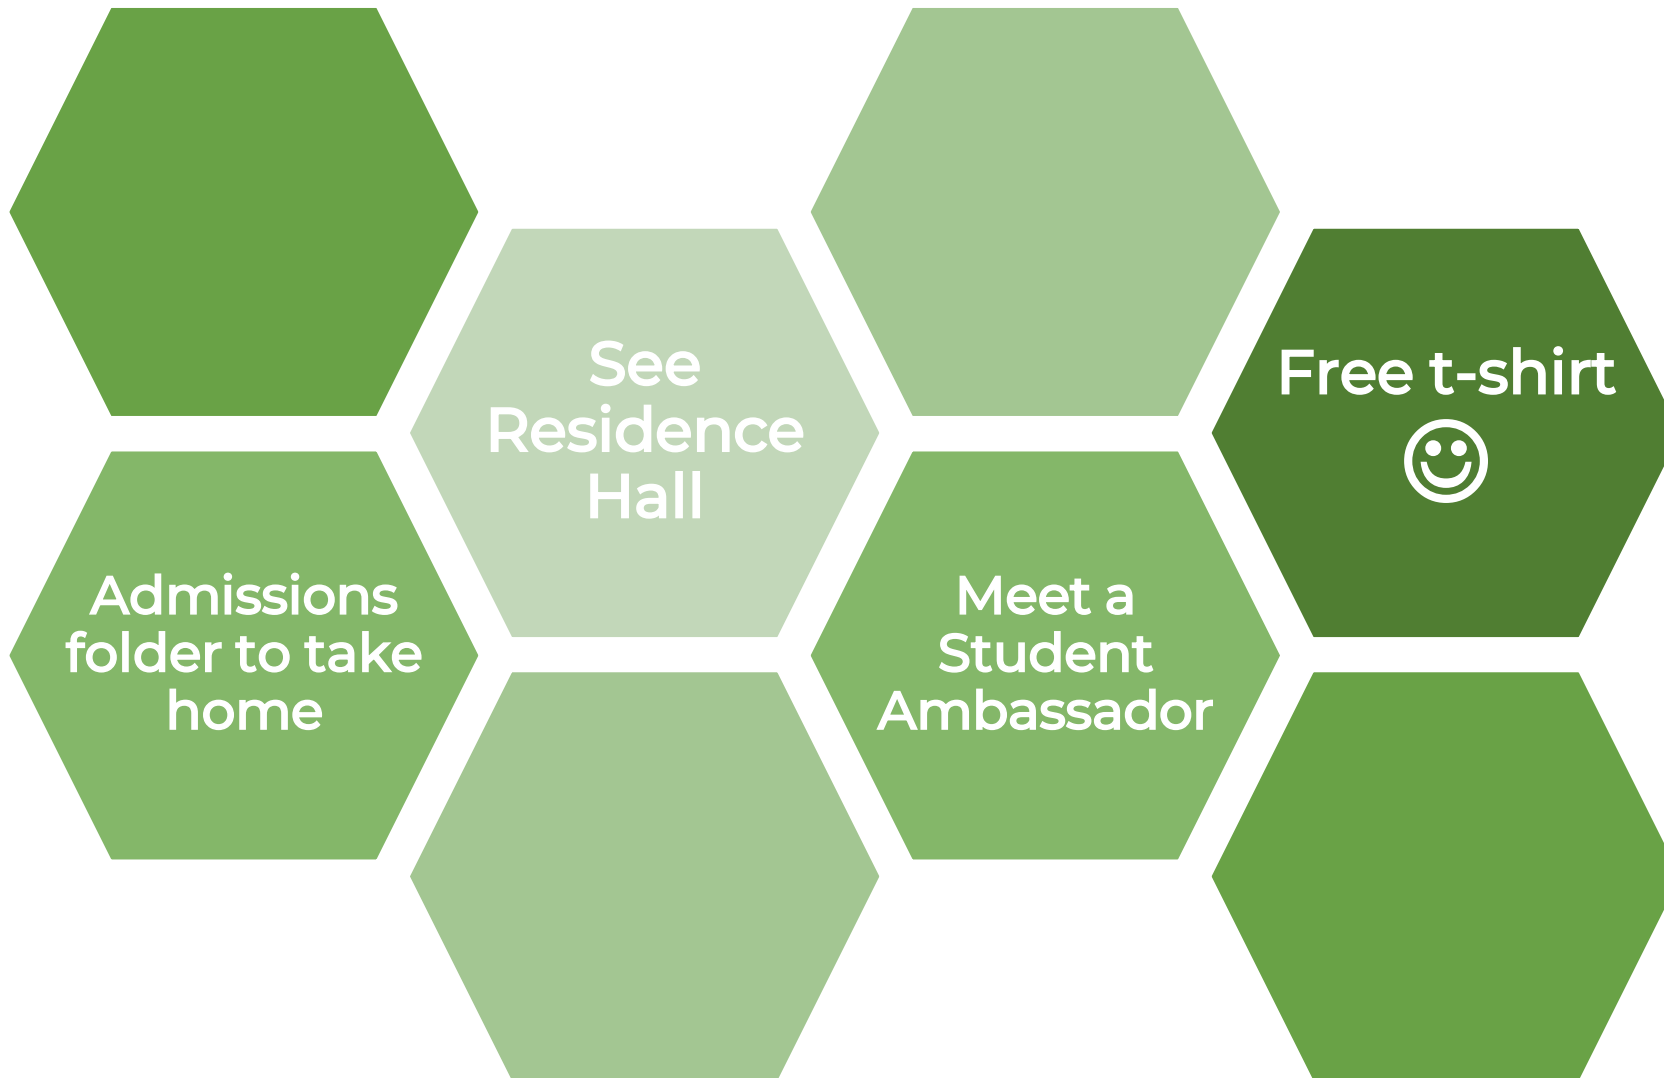 See
Residence
Hall
Free t-shirt
Admissions
folder to take
home
Meet a
Student
Ambassador